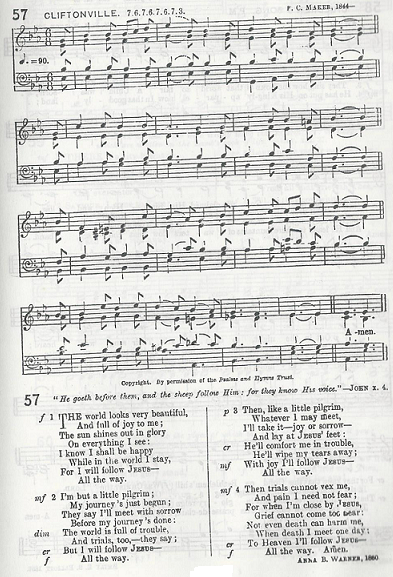 57 CLIFTONVILLE. 7.6.7.6.7.6.7.3. F. C. MAKER, 1844—
♩. = 90.
A -men.
Copyright. By permission of the Psalms and Hymns Trust.
57 "He goeth before them, and the sheep follow Him: for they know His voice."—JOHN X. 4.
f 1 THE world looks very beautiful,
And full of joy to me;
The sun shines out in glory
On everything I see:
I know I shall be happy
While in the world I stay,
For I will follow JESUS—
All the way.
mf 2 I'm but a little pilgrim;
My journey's just begun;
They say I'll meet with sorrow
Before my journey's done:
dim The world is full of trouble,
And trials, too,—they say;
cr But I will follow JESUS—
f All the way.
p 3 Then, like a little pilgrim,
Whatever I may meet,
I'll take it—joy or sorrow—
And lay at JESUS' feet:
cr He'll comfort me in trouble,
He'll wipe my tears away;
mf With joy I'll follow JESUS—
All the way.
mf 4 Then trials cannot vex me,
And pain I need not fear;
For when I'm close by JESUS,
Grief cannot come too near:
Not even death can harm me,
When death I meet one day:
cr To Heaven I'll follow JESUS—
f All the way. Amen.
ANNA B. WARNER, 1860